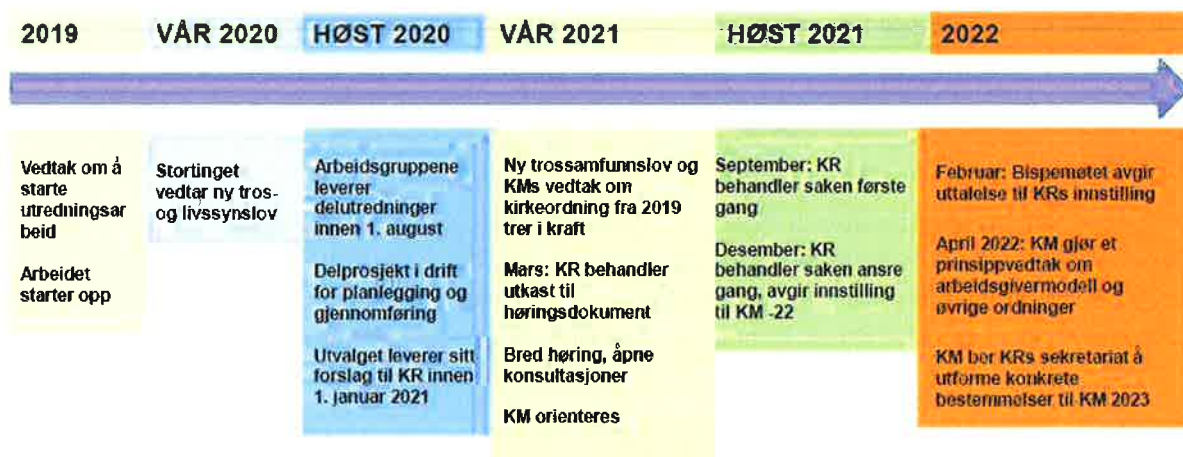 2019
VÅR 2020
HØST 2020
VÅR 2021
HØST 2021
2022
Vedtak om å
starte
utredningsar
beid
Arbeidet
starter opp
Stortinget
vedtar ny tros-
og livssynslov
Arbeidsgruppene
leverer
delutredninger
innen 1. august
Delprosjekt i drift
for planlegging og
gjennomføring
Utvalget leverer sitt
forslag til KR innen
1. januar 2021
Ny trossamfunnslov og
KMs vedtak om
kirkeordning fra 2019
trer i kraft
Mars: KR behandler
utkast til
høringsdokument
Bred høring, åpne
konsultasjoner
KM orienteres
September: KR
behandler saken første
gang
Desember: KR
behandler saken ansre
gang, avgir innstilling
til KM -22
Februar: Bispemøtet avgir
uttalelse til KRs innstilling
April 2022: KM gjør et
prinsippvedtak om
arbeidsgivermodell og
øvrige ordninger
KM ber KRs sekretariat å
utforme konkrete
bestemmelser til KM 2023